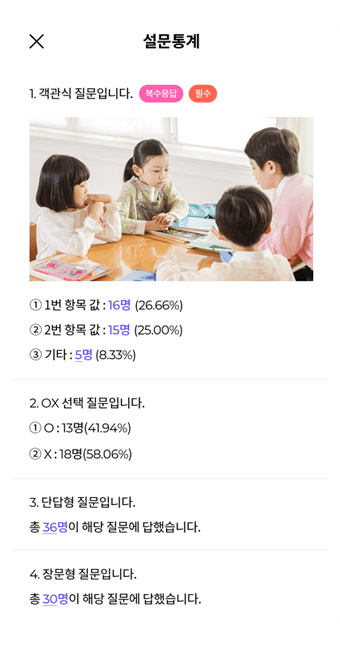 설문통계
1. 객관식 질문입니다. 복수응답 필수
① 1번 항목 값 : 16명 (26.66%)
② 2번 항목 값 : 15명 (25.00%)
③ 기타 : 5명 (8.33%)
2. OX 선택 질문입니다.
① O : 13명(41.94%)
② X : 18명(58.06%)
3. 단답형 질문입니다.
총 36명이 해당 질문에 답했습니다.
4. 장문형 질문입니다.
총 30명이 해당 질문에 답했습니다.